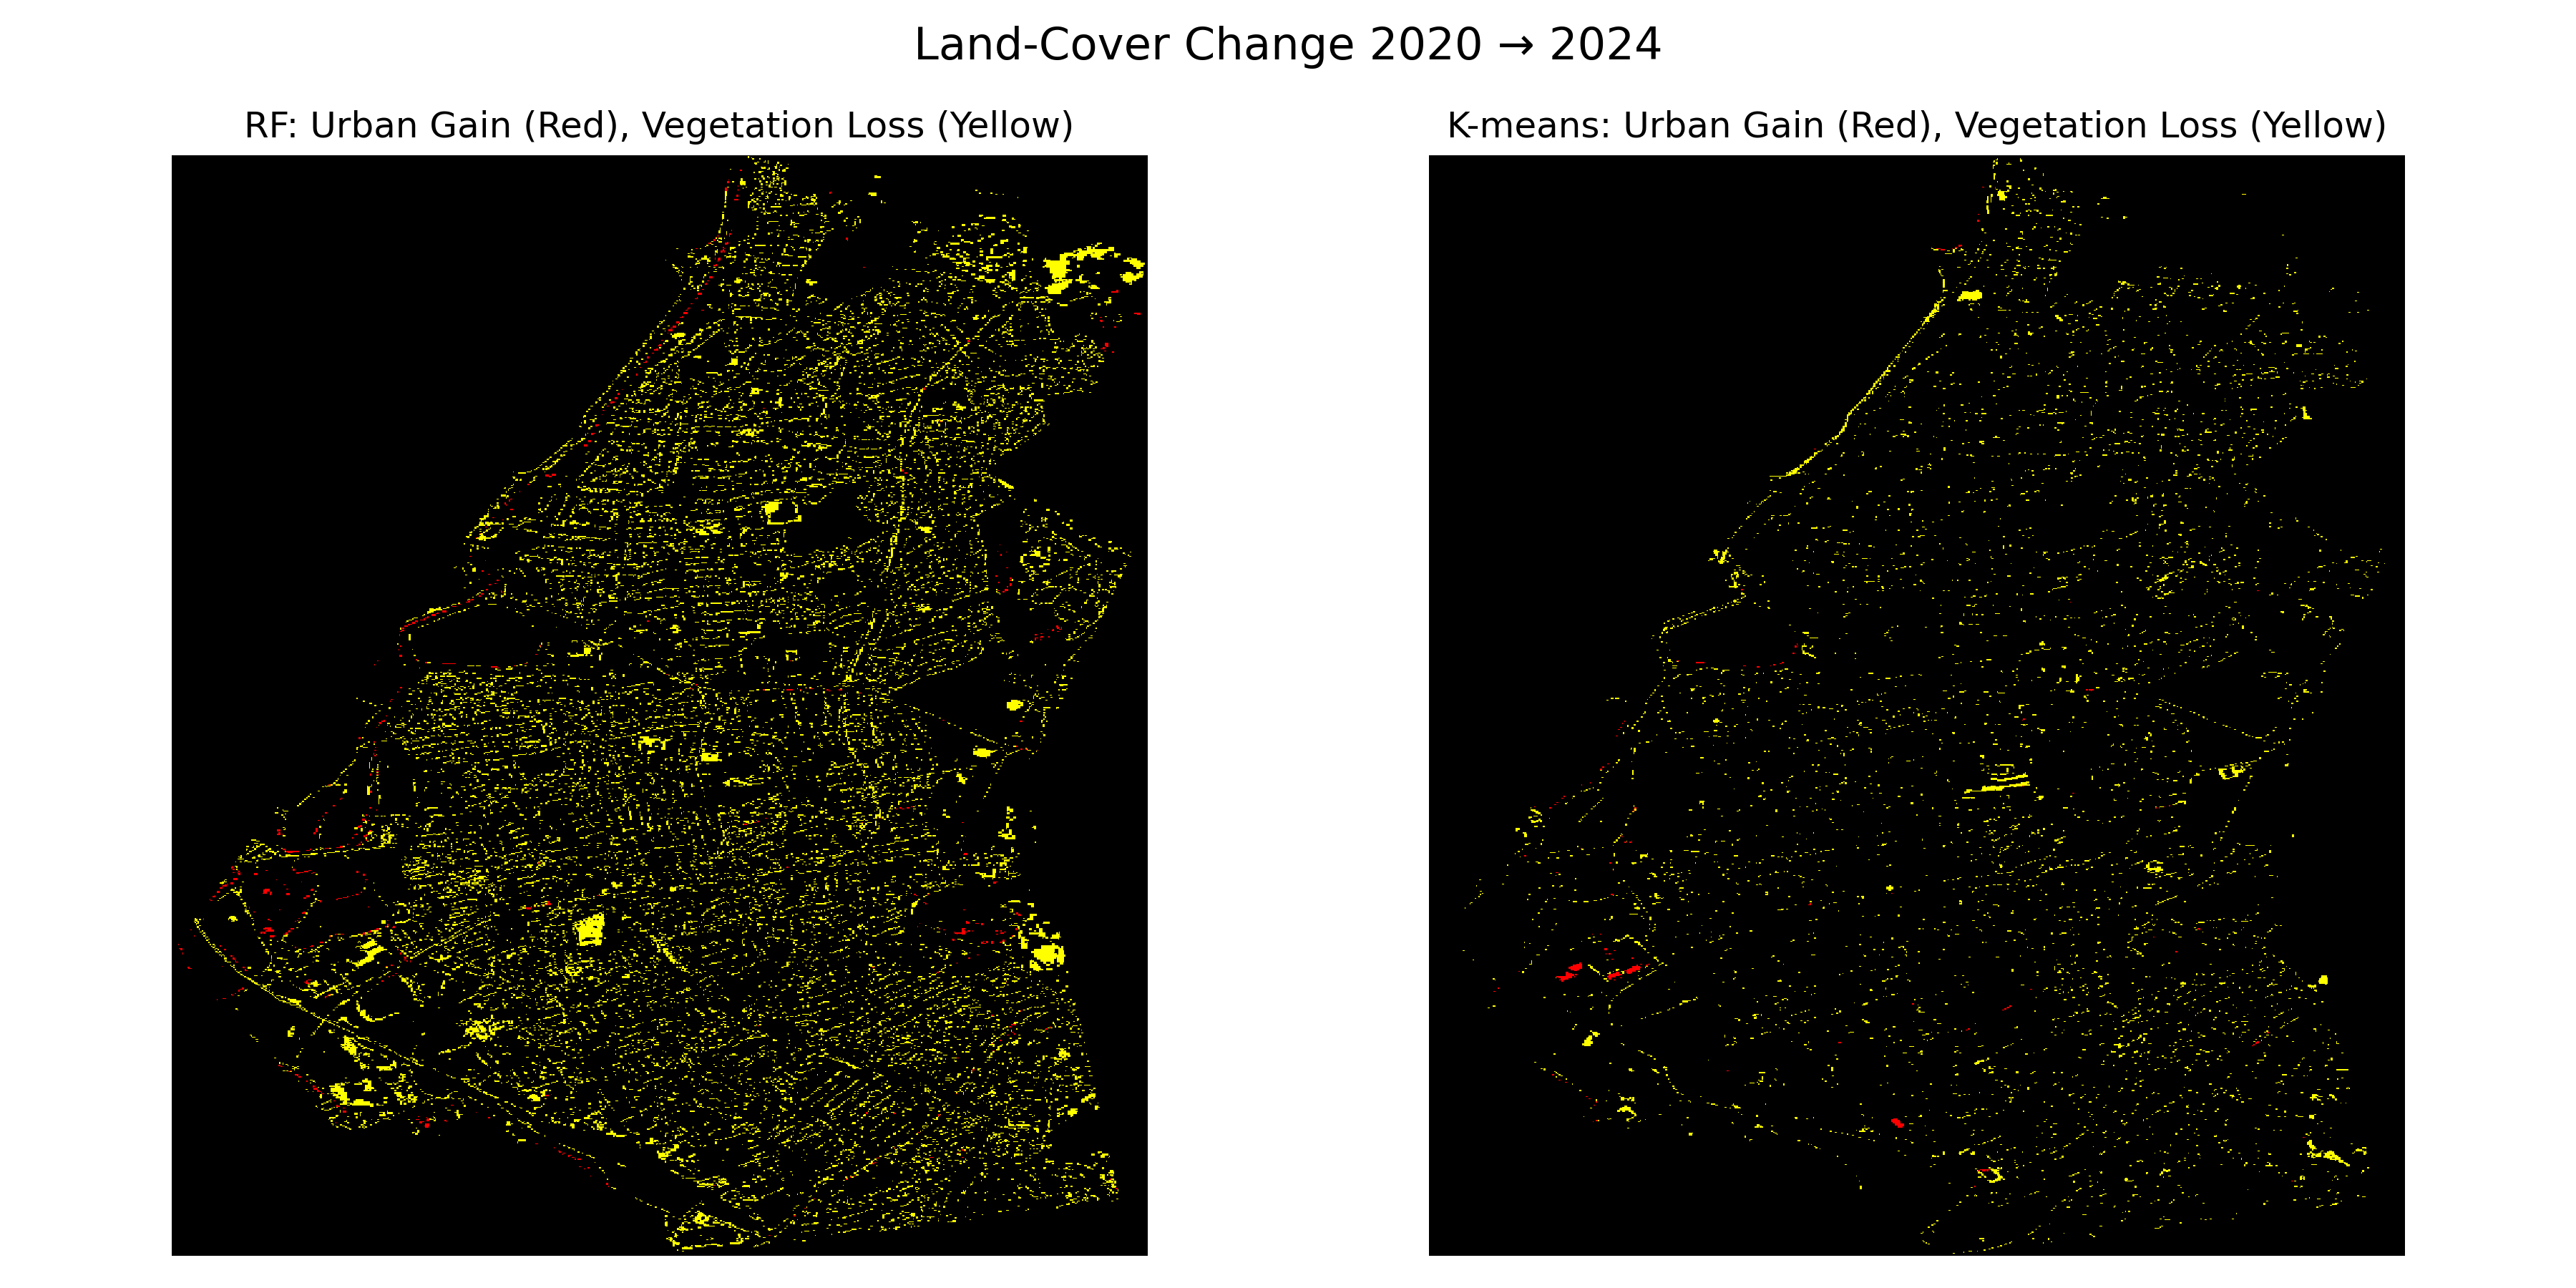 Land-Cover Change 2020 → 2024
RF: Urban Gain (Red), Vegetation Loss (Yellow)
K-means: Urban Gain (Red), Vegetation Loss (Yellow)